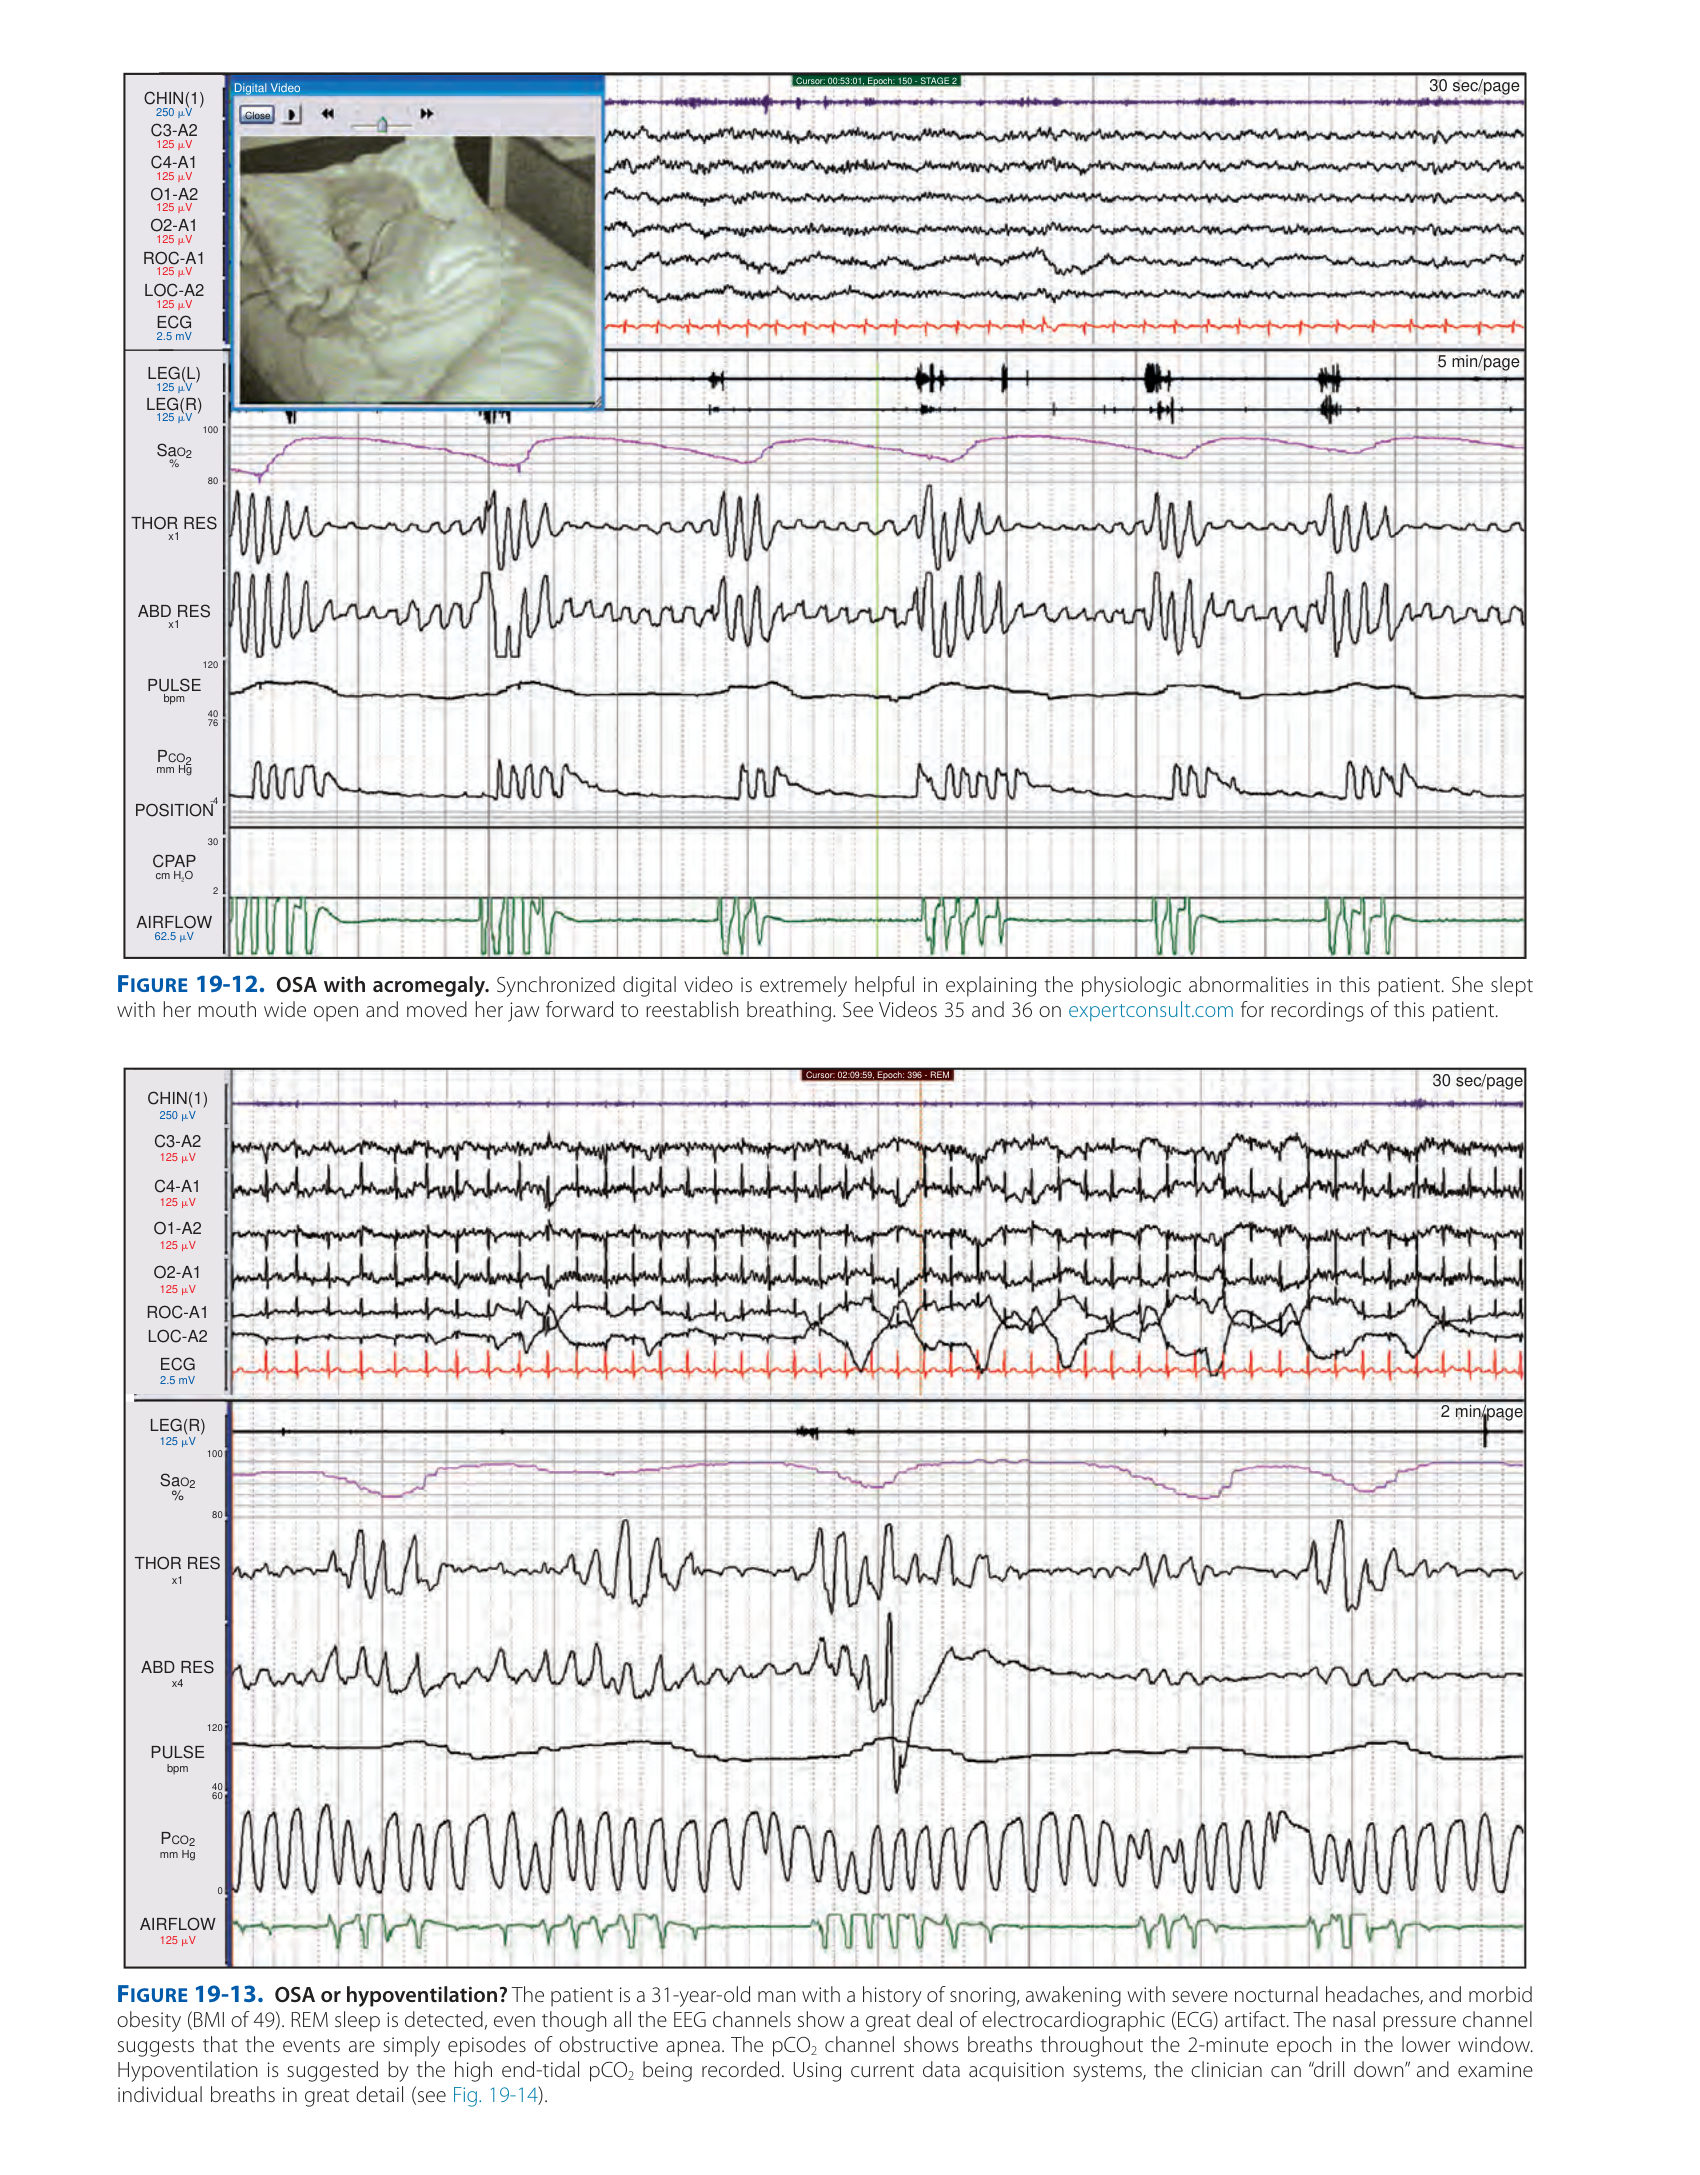 Cursor: 00:53:01, Epoch: 150 - STAGE 2
30 sec/page
Digital Video
Close
CHIN(1)
250 µV
C3-A2
125 µV
C4-A1
125 µV
O1-A2
125 µV
O2-A1
125 µV
ROC-A1
125 µV
LOC-A2
125 µV
ECG
2.5 mV
5 min/page
LEG(L)
125 µV
LEG(R)
125 µV
100
SaO2
%
80
THOR RES
x1
ABD RES
x1
120
PULSE
bpm
40
76
PCO2
mm Hg
4
POSITION
30
CPAP
cm H2O
2
AIRFLOW
62.5 µV
FIGURE 19-12. OSA with acromegaly. Synchronized digital video is extremely helpful in explaining the physiologic abnormalities in this patient. She slept
with her mouth wide open and moved her jaw forward to reestablish breathing. See Videos 35 and 36 on expertconsult.com for recordings of this patient.
Cursor: 02:09:59, Epoch: 396 - REM
30 sec/page
CHIN(1)
250 µV
C3-A2
125 µV
C4-A1
125 µV
O1-A2
125 µV
O2-A1
125 µV
ROC-A1
LOC-A2
ECG
2.5 mV
2 min/page
LEG(R)
125 µV
100
SaO2
%
80
THOR RES
x1
ABD RES
x4
120
PULSE
bpm
40
60
PCO2
mm Hg
0
AIRFLOW
125 µV
FIGURE 19-13. OSA or hypoventilation? The patient is a 31-year-old man with a history of snoring, awakening with severe nocturnal headaches, and morbid
obesity (BMI of 49). REM sleep is detected, even though all the EEG channels show a great deal of electrocardiographic (ECG) artifact. The nasal pressure channel
suggests that the events are simply episodes of obstructive apnea. The pCO2 channel shows breaths throughout the 2-minute epoch in the lower window.
Hypoventilation is suggested by the high end-tidal pCO2 being recorded. Using current data acquisition systems, the clinician can “drill down” and examine
individual breaths in great detail (see Fig. 19-14).